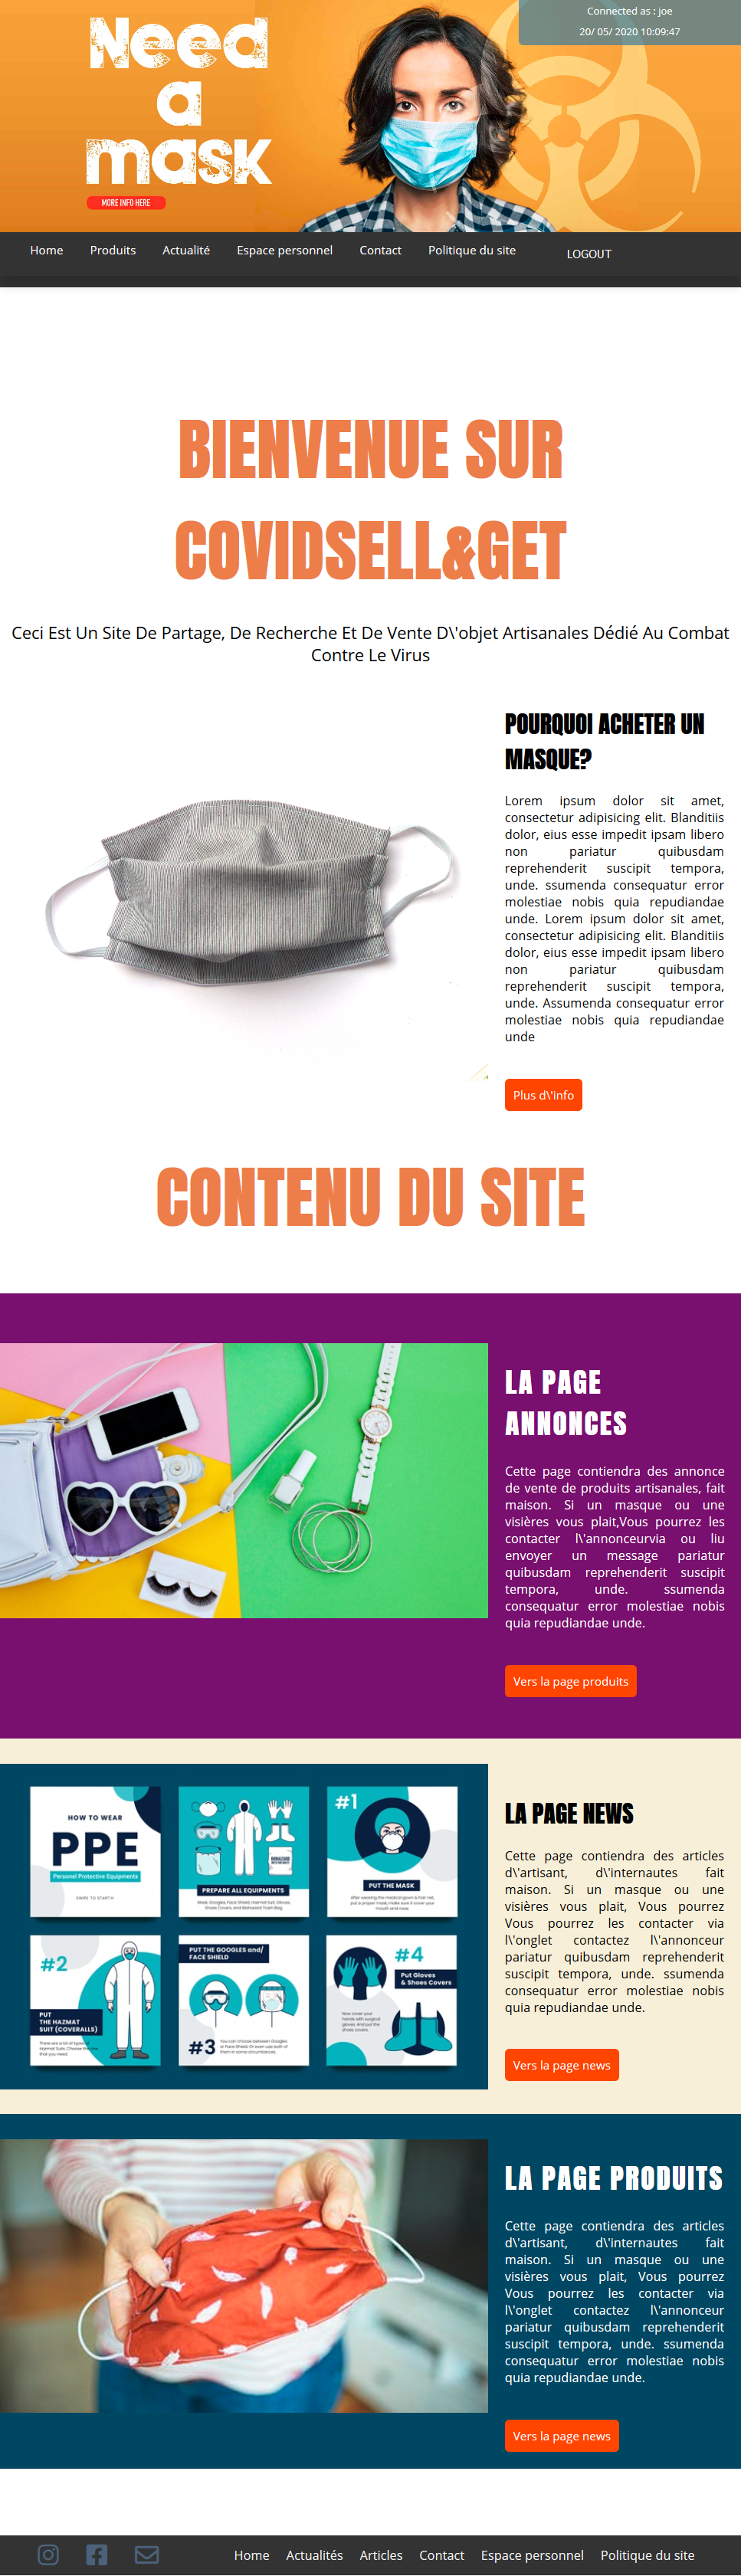 Connected as : joe
20/ 05/ 2020 10:09:47
Need
a
mask
MORE INFO HERE
Home Produits Actualité Espace personnel Contact Politique du site LOGOUT
BIENVENUE SUR
COVIDSELL&GET
Ceci Est Un Site De Partage, De Recherche Et De Vente D\'objet Artisanales Dédié Au Combat
Contre Le Virus
POURQUOI ACHETER UN
MASQUE?
Lorem ipsum dolor sit amet,
consectetur adipisicing elit. Blanditiis
dolor, eius esse impedit ipsam libero
non pariatur quibusdam
reprehenderit suscipit tempora,
unde. ssumenda consequatur error
molestiae nobis quia repudiandae
unde. Lorem ipsum dolor sit amet,
consectetur adipisicing elit. Blanditiis
dolor, eius esse impedit ipsam libero
non pariatur quibusdam
reprehenderit suscipit tempora,
unde. Assumenda consequatur error
molestiae nobis quia repudiandae
unde
Plus d\'info
CONTENU DU SITE
LA PAGE
ANNONCES
Cette page contiendra des annonce
de vente de produits artisanales, fait
maison. Si un masque ou une
visières vous plait,Vous pourrez les
contacter l\'annonceurvia ou liu
envoyer un message pariatur
quibusdam reprehenderit suscipit
tempora, unde. ssumenda
consequatur error molestiae nobis
quia repudiandae unde.
Vers la page produits
HOW TO WEAR
PPE
Personal Protective Equipments
SWIPE TO START
PREPARE ALL EQUIPMENTS
#1
PUT THE MASK
#2
PUT
THE HAZMAT
SUIT (COVERALLS)
PUT THE GOOGLES and/
FACE SHIELD
#3
#4
Put Gloves
& Shoes Covers
LA PAGE NEWS
Cette page contiendra des articles
d\'artisant, d\'internautes fait
maison. Si un masque ou une
visières vous plait, Vous pourrez
Vous pourrez les contacter via
l\'onglet contactez l\'annonceur
pariatur quibusdam reprehenderit
suscipit tempora, unde. ssumenda
consequatur error molestiae nobis
quia repudiandae unde.
Vers la page news
LA PAGE PRODUITS
Cette page contiendra des articles
d\'artisant, d\'internautes fait
maison. Si un masque ou une
visières vous plait, Vous pourrez
Vous pourrez les contacter via
l\'onglet contactez l\'annonceur
pariatur quibusdam reprehenderit
suscipit tempora, unde. ssumenda
consequatur error molestiae nobis
quia repudiandae unde.
Vers la page news
Home Actualités Articles Contact Espace personnel Politique du site